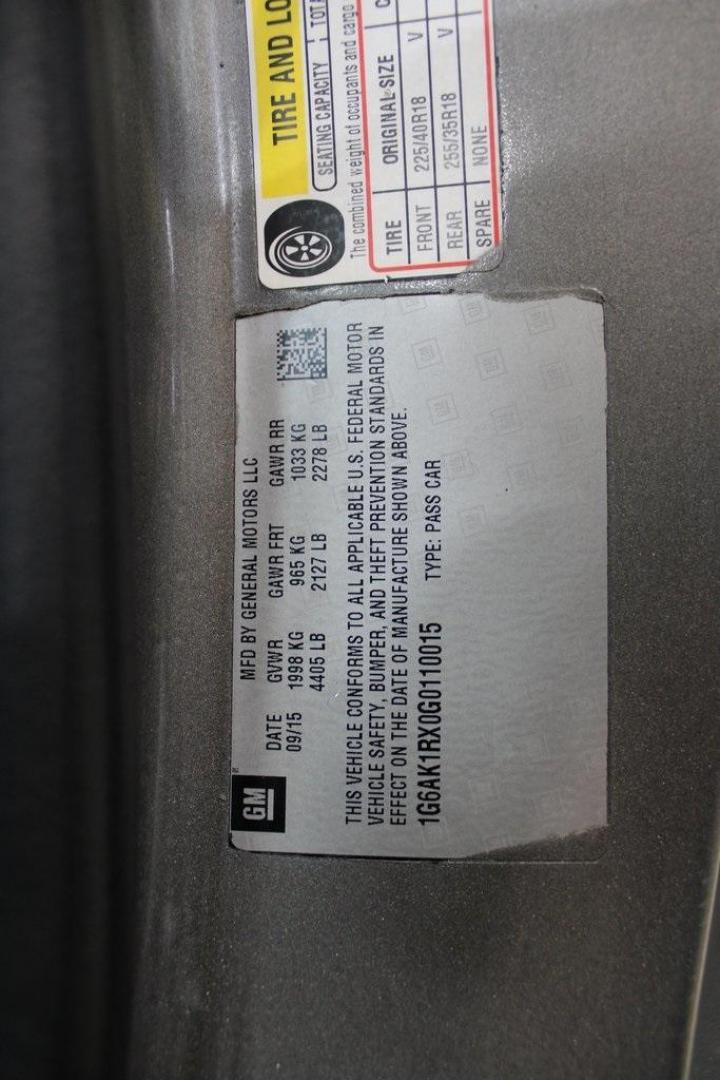 TIRE AND LO
SEATING CAPACITY
The combined weight of occupants and cargo
TIRE ORIGINAL SIZE
FRONT 225/40R18 V
REAR 255/35R18 V
SPARE NONE
GM
MFD BY GENERAL MOTORS LLC
DATE GVWR GAWR FRT GAWR RR
09/15 1998 KG 965 KG 1033 KG
4405 LB 2127 LB 2278 LB
THIS VEHICLE CONFORMS TO ALL APPLICABLE U.S. FEDERAL MOTOR
VEHICLE SAFETY, BUMPER, AND THEFT PREVENTION STANDARDS IN
EFFECT ON THE DATE OF MANUFACTURE SHOWN ABOVE.
1G6AK1RX0G0110015 TYPE: PASS CAR